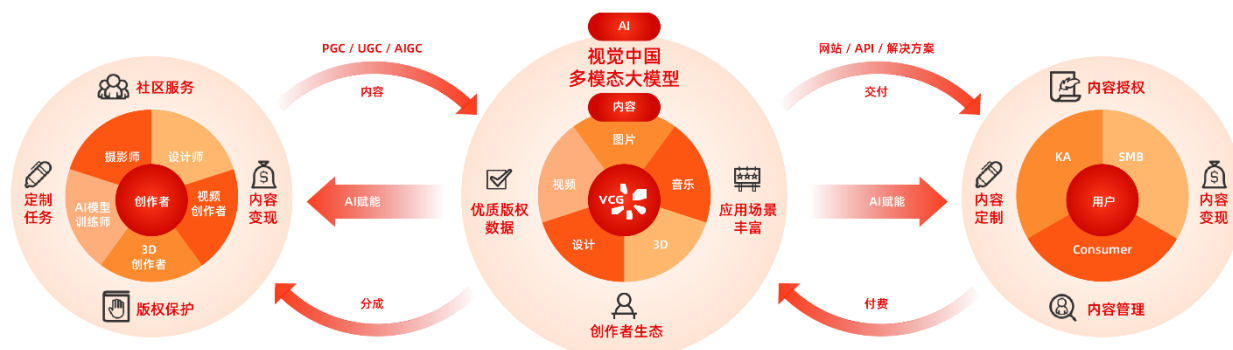 社区服务
定制
任务
内容
变现
版权保护
摄影师
设计师
视频
创作者
3D
创作者
AI模型
训练师
创作者
PGC / UGC / AIGC
内容
AI赋能
分成
AI
视觉中国
多模态大模型
内容
图片
视频
音乐
设计
3D
VCG
优质版权
数据
应用场景
丰富
创作者生态
网站 / API / 解决方案
交付
AI赋能
付费
内容授权
内容
定制
内容
变现
内容管理
KA
SMB
Consumer
用户